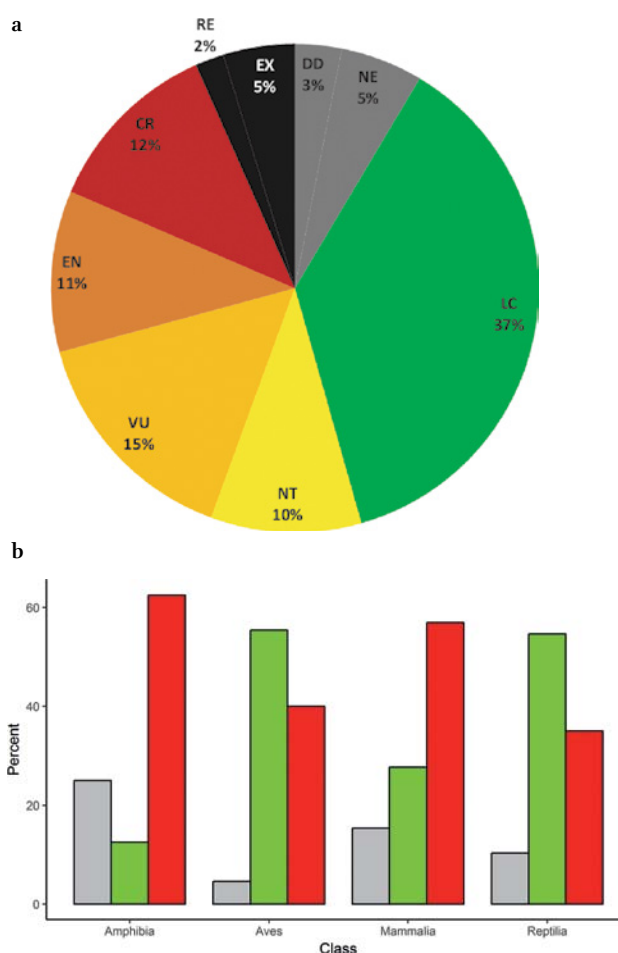 a
RE
2%
EX
5%
DD
3%
NE
5%
CR
12%
EN
11%
LC
37%
VU
15%
NT
10%
b
Percent
60
40
20
0
Amphibia
Aves
Mammalia
Reptilia
Class